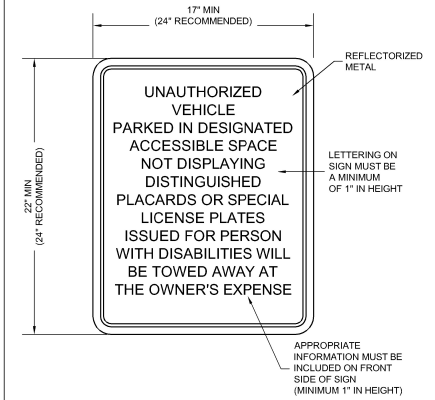 17" MIN
(24" RECOMMENDED)
REFLECTORIZED
METAL
UNAUTHORIZED
VEHICLE
PARKED IN DESIGNATED
ACCESSIBLE SPACE
NOT DISPLAYING
DISTINGUISHED
PLACARDS OR SPECIAL
LICENSE PLATES
ISSUED FOR PERSON
WITH DISABILITIES WILL
BE TOWED AWAY AT
THE OWNER'S EXPENSE
22" MIN
(24" RECOMMENDED)
LETTERING ON
SIGN MUST BE
A MINIMUM
OF 1" IN HEIGHT
APPROPRIATE
INFORMATION MUST BE
INCLUDED ON FRONT
SIDE OF SIGN
(MINIMUM 1" IN HEIGHT)